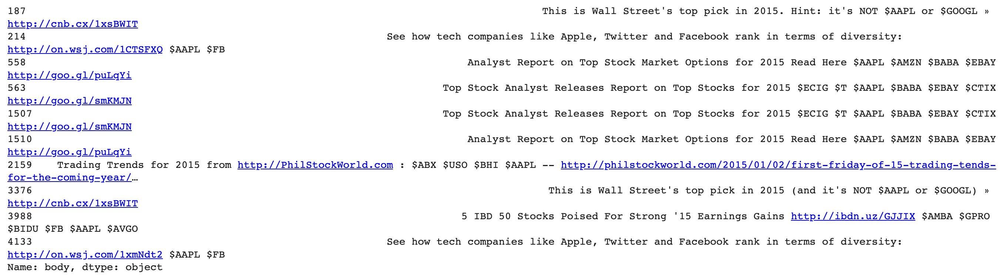 187 This is Wall Street's top pick in 2015. Hint: it's NOT $AAPL or $GOOGL »
http://cnb.cx/1xsBWIT
214 See how tech companies like Apple, Twitter and Facebook rank in terms of diversity:
http://on.wsj.com/1CTSFXQ $AAPL $FB
558 Analyst Report on Top Stock Market Options for 2015 Read Here $AAPL $AMZN $BABA $EBAY
http://goo.gl/puLqYi
563 Top Stock Analyst Releases Report on Top Stocks for 2015 $ECIG $T $AAPL $BABA $EBAY $CTIX
http://goo.gl/smKMJN
1507 Top Stock Analyst Releases Report on Top Stocks for 2015 $ECIG $T $AAPL $BABA $EBAY $CTIX
http://goo.gl/smKMJN
1510 Analyst Report on Top Stock Market Options for 2015 Read Here $AAPL $AMZN $BABA $EBAY
http://goo.gl/puLqYi
2159 Trading Trends for 2015 from http://PhilStockWorld.com : $ABX $USO $BHI $AAPL -- http://philstockworld.com/2015/01/02/first-friday-of-15-trading-tends-
for-the-coming-year/…
3376 This is Wall Street's top pick in 2015 (and it's NOT $AAPL or $GOOGL) »
http://cnb.cx/1xsBWIT
3988 5 IBD 50 Stocks Poised For Strong '15 Earnings Gains http://ibdn.uz/GJJIX $AMBA $GPRO
$BIDU $FB $AAPL $AVGO
4133 See how tech companies like Apple, Twitter and Facebook rank in terms of diversity:
http://on.wsj.com/1xmNdt2 $AAPL $FB
Name: body, dtype: object